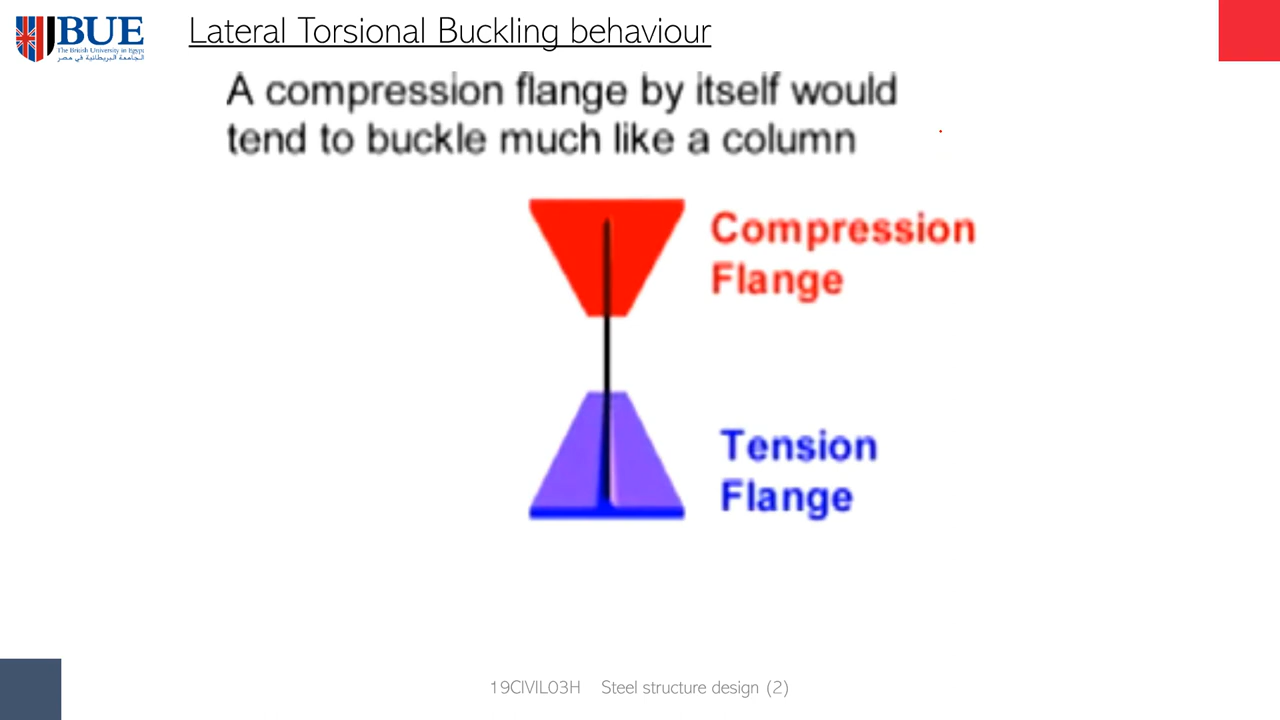 BUE
The British University in Egypt
الجامعة البريطانية في مصر
Lateral Torsional Buckling behaviour
A compression flange by itself would
tend to buckle much like a column
Compression
Flange
Tension
Flange
19CIVIL03H Steel structure design (2)